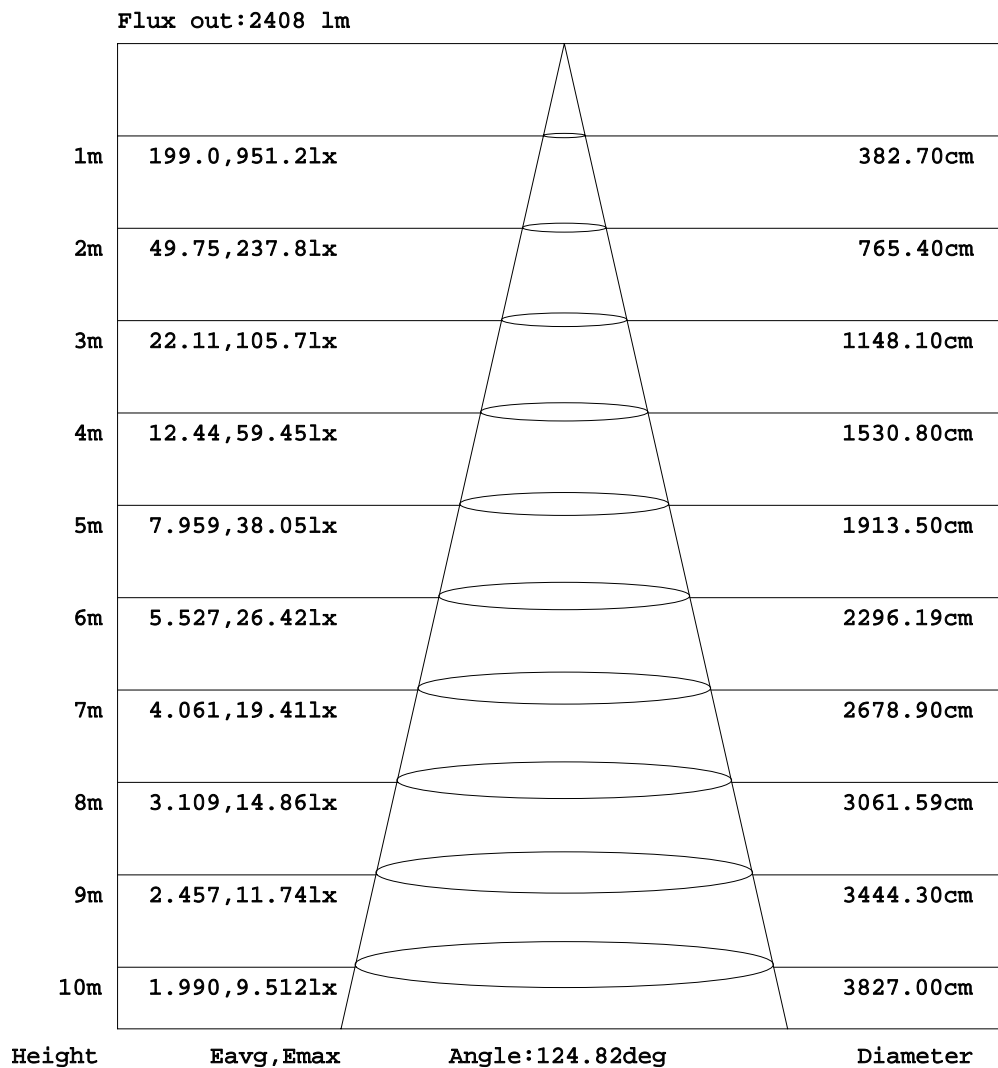 Flux out:2408 lm
1m 199.0,951.2lx 382.70cm
2m 49.75,237.8lx 765.40cm
3m 22.11,105.7lx 1148.10cm
4m 12.44,59.45lx 1530.80cm
5m 7.959,38.05lx 1913.50cm
6m 5.527,26.42lx 2296.19cm
7m 4.061,19.41lx 2678.90cm
8m 3.109,14.86lx 3061.59cm
9m 2.457,11.74lx 3444.30cm
10m 1.990,9.512lx 3827.00cm
Height Eavg,Emax Angle:124.82deg Diameter